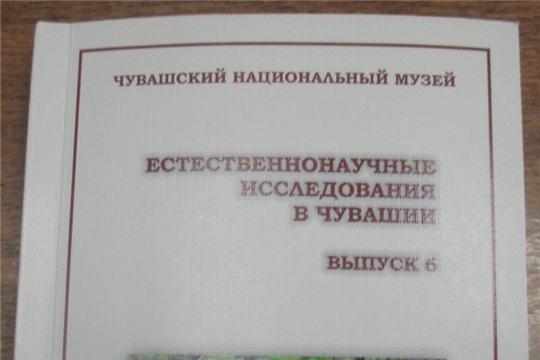 ЧУВАШСКИЙ НАЦИОНАЛЬНЫЙ МУЗЕЙ
ЕСТЕСТВЕННОНАУЧНЫЕ
ИССЛЕДОВАНИЯ
В ЧУВАШИИ
ВЫПУСК 6